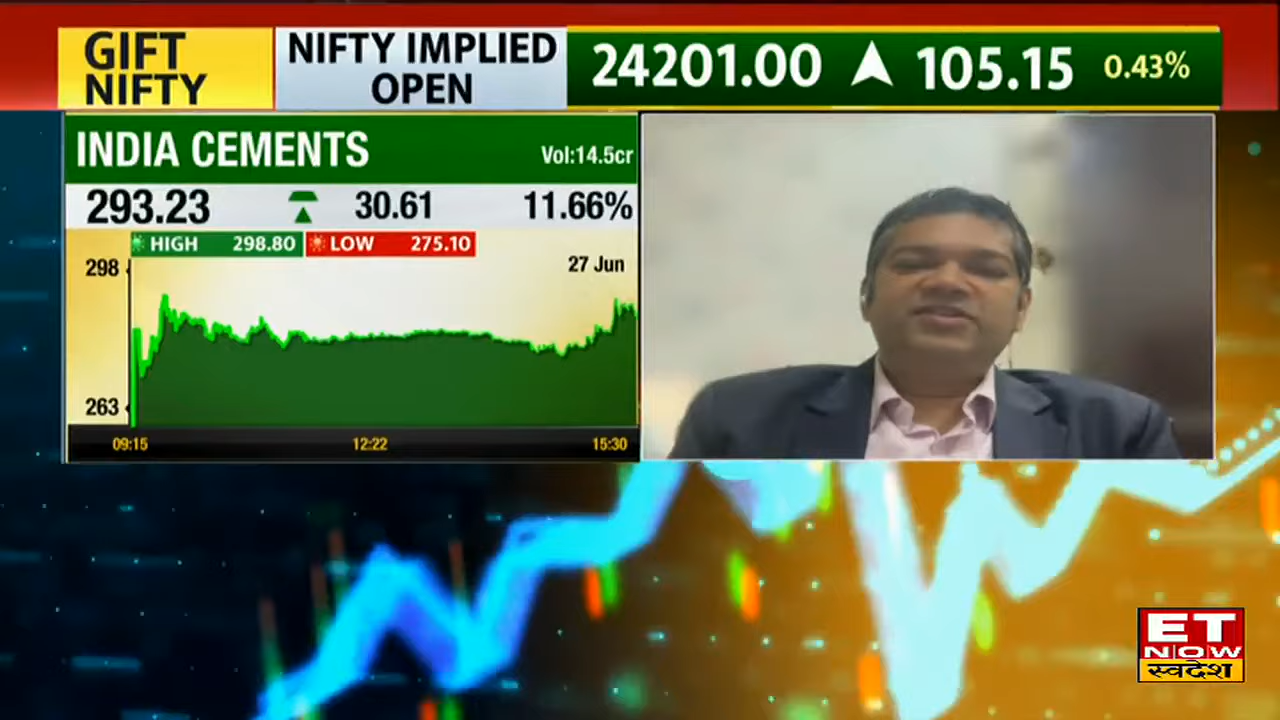 GIFT
NIFTY
NIFTY IMPLIED
OPEN
24201.00 105.15 0.43%
INDIA CEMENTS Vol:14.5cr
293.23 30.61 11.66%
HIGH 298.80 LOW 275.10
298
27 Jun
263
09:15 12:22 15:30
ET
NOW
स्वदेश